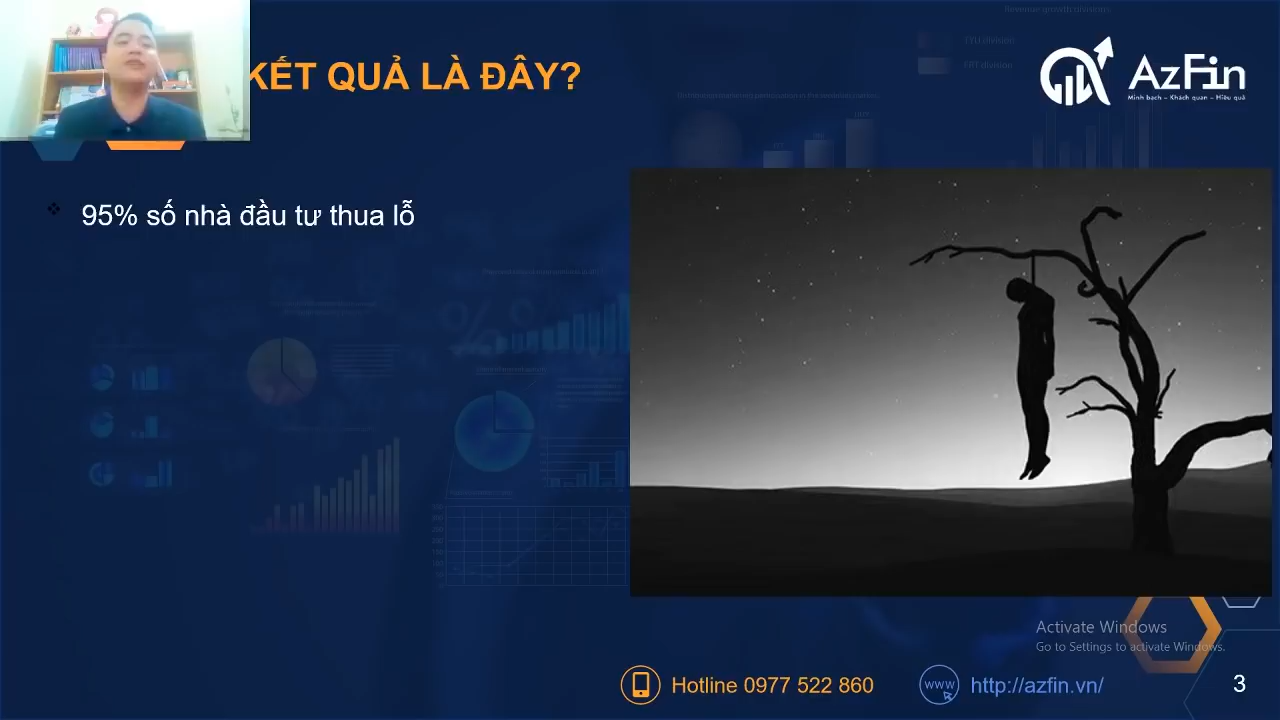 KẾT QUẢ LÀ ĐÂY?
AzFin
Minh bạch – Khách quan – Hiệu quả
95% số nhà đầu tư thua lỗ
Activate Windows
Go to Settings to activate Windows.
Hotline 0977 522 860
www
http://azfin.vn/
3